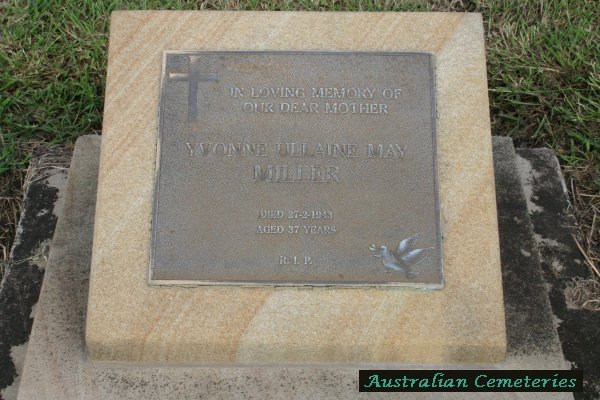 IN LOVING MEMORY OF
OUR DEAR MOTHER
YVONNE ULLAINE MAY
MILLER
DIED 27-2-1943
AGED 37 YEARS
R.I.P.
Australian Cemeteries